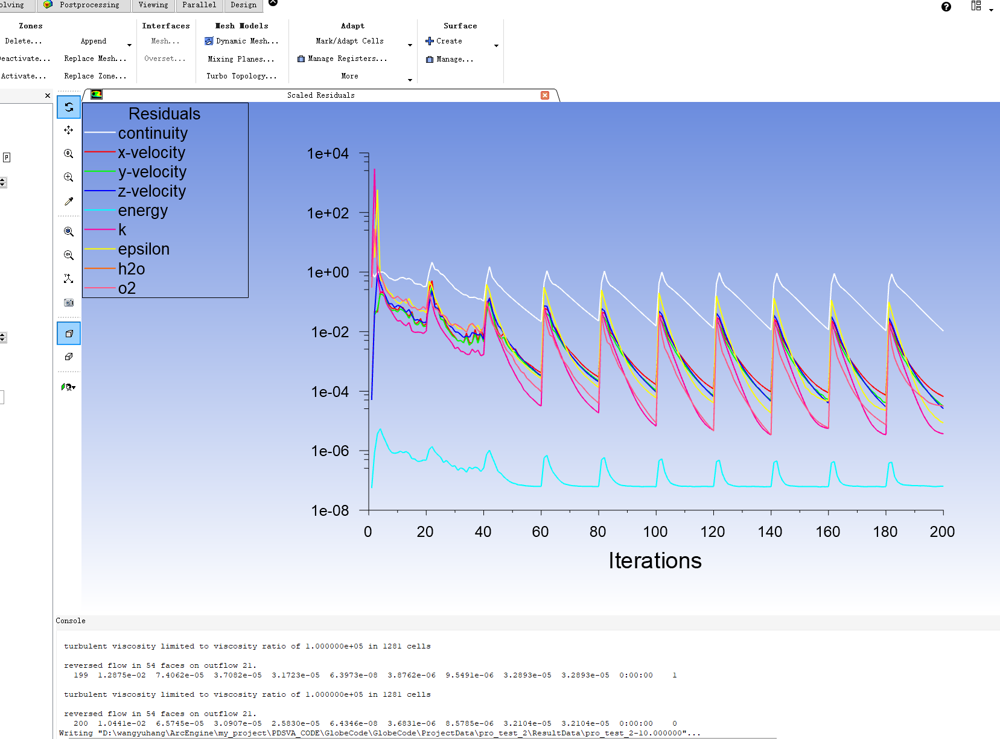 olving Postprocessing Viewing Parallel Design
Zones Interfaces Mesh Models Adapt Surface
Delete... Append Mesh... Dynamic Mesh... Mark/Adapt Cells Create
eactivate... Replace Mesh... Overset... Mixing Planes... Manage Registers... Manage...
Activate... Replace Zone... Turbo Topology... More
Scaled Residuals
P
Residuals
continuity
x-velocity
y-velocity
z-velocity
energy
k
epsilon
h2o
o2
1e+04
1e+02
1e+00
1e-02
1e-04
1e-06
1e-08
0 20 40 60 80 100 120 140 160 180 200
Iterations
Console
turbulent viscosity limited to viscosity ratio of 1.000000e+05 in 1281 cells
reversed flow in 54 faces on outflow 21.
199 1.2875e-02 7.4062e-05 3.7082e-05 3.1723e-05 6.3973e-08 3.8762e-06 9.5491e-06 3.2893e-05 3.2893e-05 0:00:00 1
turbulent viscosity limited to viscosity ratio of 1.000000e+05 in 1281 cells
reversed flow in 54 faces on outflow 21.
200 1.0441e-02 6.5745e-05 3.0907e-05 2.5830e-05 6.4346e-08 3.6831e-06 8.5785e-06 3.2104e-05 3.2104e-05 0:00:00 0
Writing "D:\wangyuhang\ArcEngine\my_project\PDSVA_CODE\GlobeCode\GlobeCode\ProjectData\pro_test_2\ResultData\pro_test_2-10.000000"...